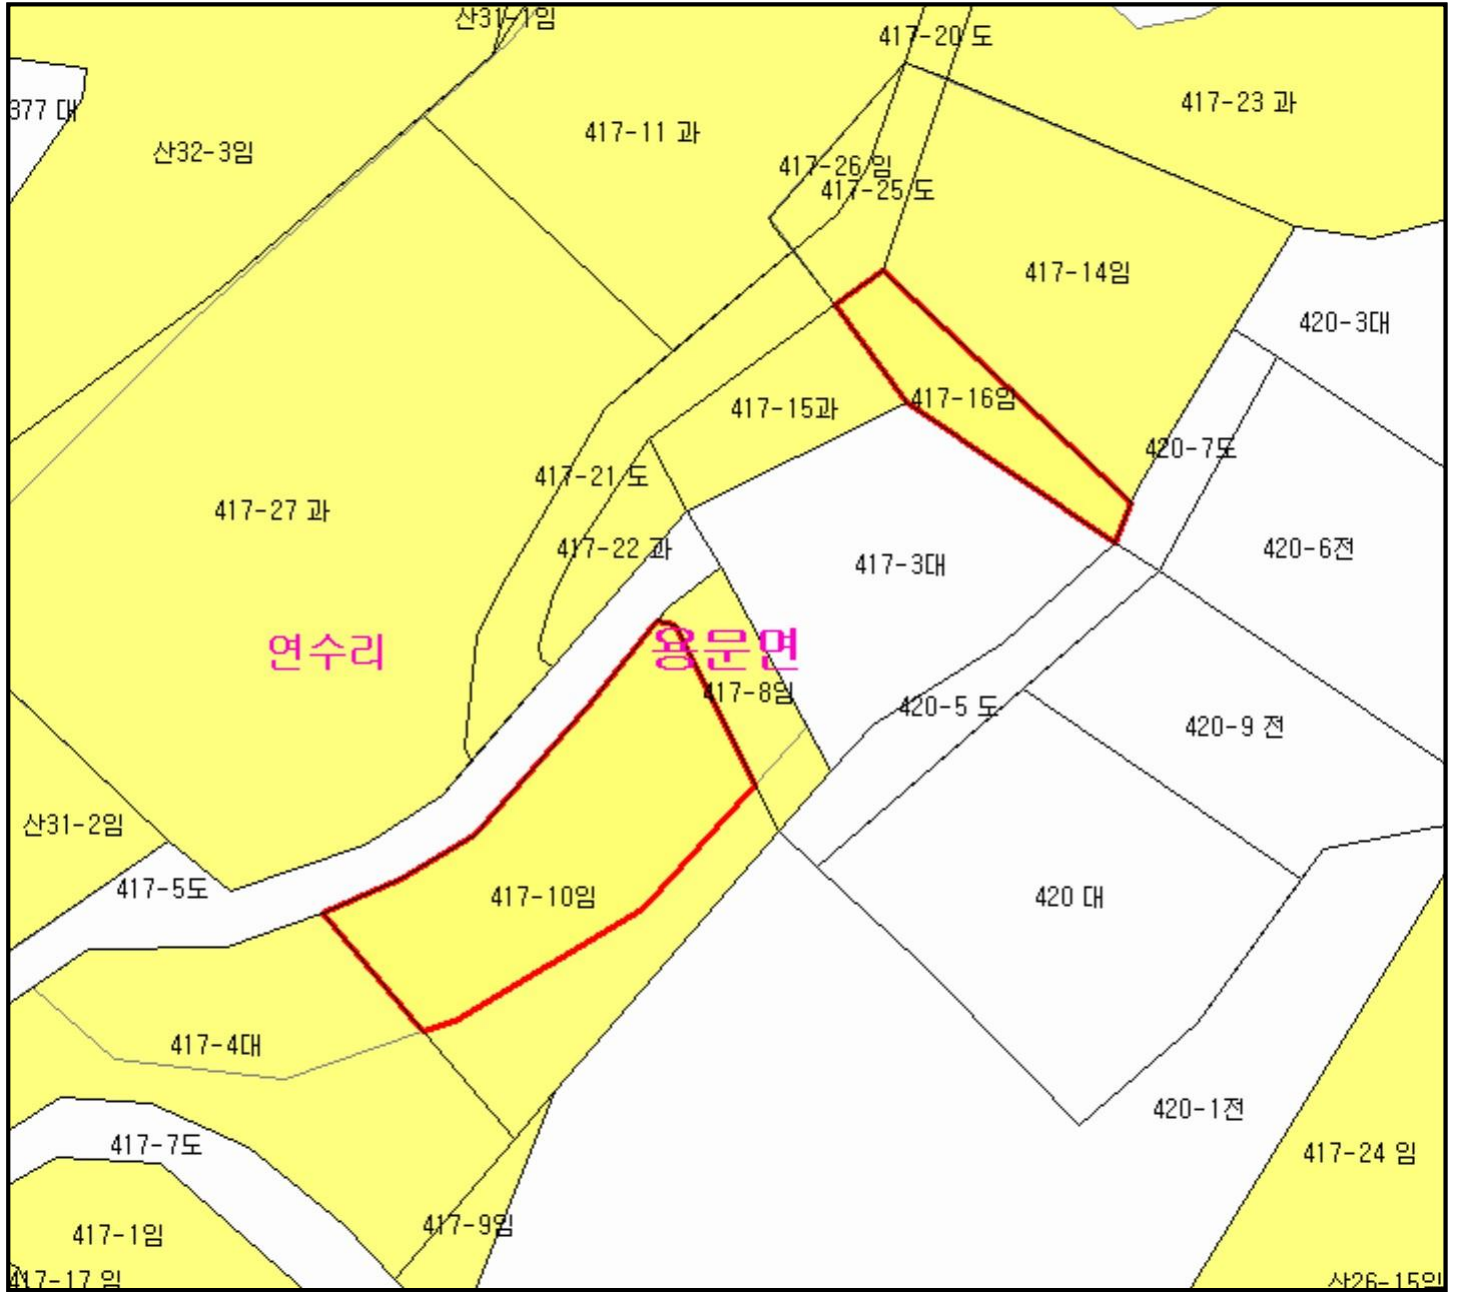 산31-1임
417-20 도
417-23 과
377 대
417-11 과
산32-3임
417-26 임
417-25 도
417-14임
420-3대
417-16임
417-15과
420-7도
417-21 도
417-27 과
417-22 과
420-6전
417-3대
연수리
용문면
417-8임
420-5 도
420-9 전
산31-2임
417-5도
417-10임
420 대
417-4대
420-1전
417-7도
417-24 임
417-9임
417-1임
417-17 임
산26-15임